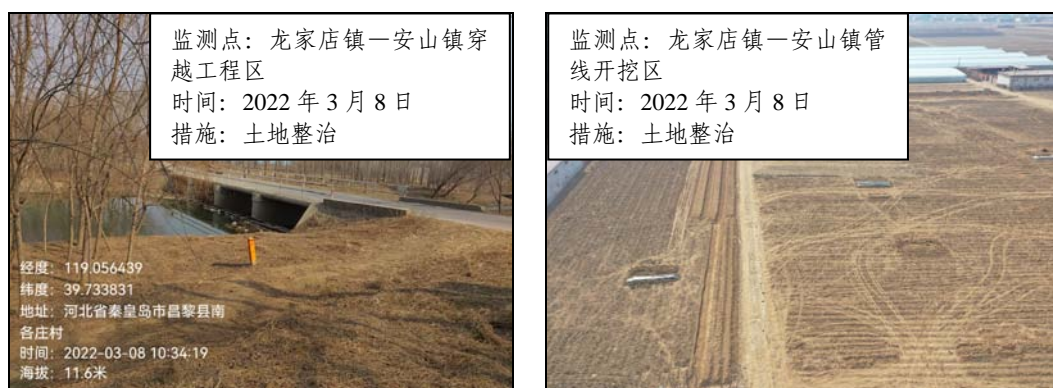 监测点：龙家店镇—安山镇穿
越工程区
时间：2022 年 3 月 8 日
措施：土地整治
经度：119.056439
纬度：39.733831
地址：河北省秦皇岛市昌黎县南
各庄村
时间：2022-03-08 10:34:19
海拔：11.6米
监测点：龙家店镇—安山镇管
线开挖区
时间：2022 年 3 月 8 日
措施：土地整治